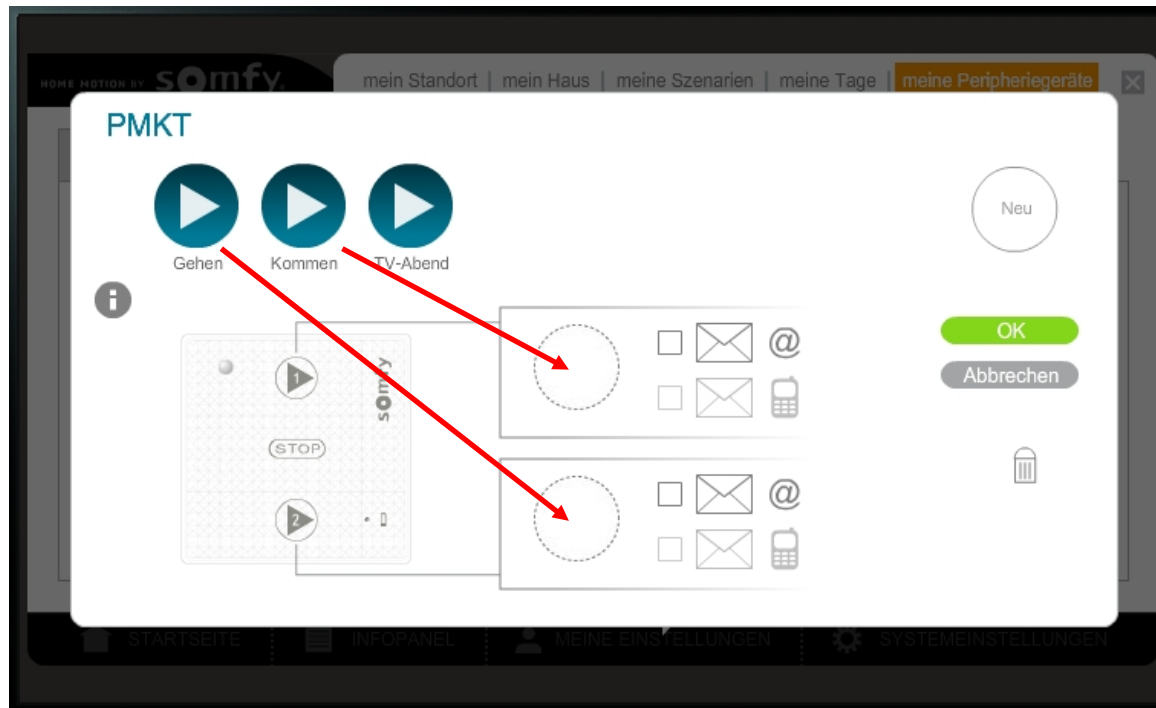 HOME MOTION BY somfy.
mein Standort | mein Haus | meine Szenarien | meine Tage | meine Peripheriegeräte
PMKT
Gehen
Kommen
TV-Abend
Neu
i
1
somfy
STOP
2
@
@
OK
Abbrechen
STARTSEITE
INFOPANEL
MEINE EINSTELLUNGEN
SYSTEMEINSTELLUNGEN